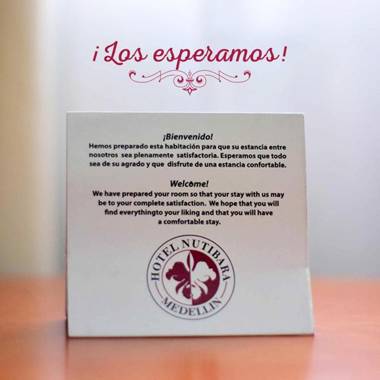 ¡Los esperamos!
¡Bienvenido!
Hemos preparado esta habitación para que su estancia entre
nosotros sea plenamente satisfactoria. Esperamos que todo
sea de su agrado y que disfrute de una estancia confortable.
Welcome!
We have prepared your room so that your stay with us may
be to your complete satisfaction. We hope that you will
find everythingto your liking and that you will have
a comfortable stay.
HOTEL NUTIBARA
MEDELLIN